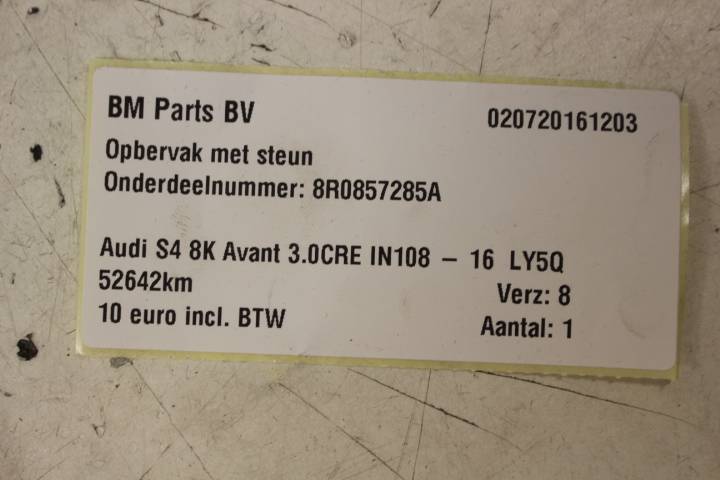 BM Parts BV 020720161203
Opbervak met steun
Onderdeelnummer: 8R0857285A
Audi S4 8K Avant 3.0CRE IN108 – 16 LY5Q
52642km Verz: 8
10 euro incl. BTW Aantal: 1